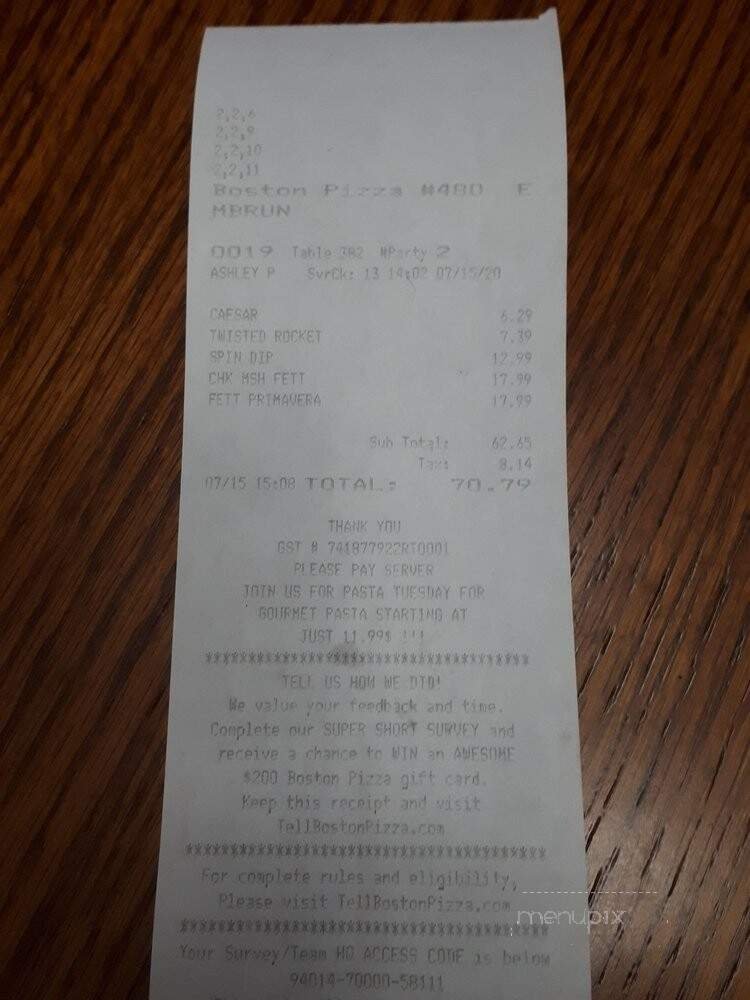 2,2,6
2,2,9
2,2,10
2,2,11
Boston Pizza #480 E
MBRUN
0019 Table 382 #Party 2
ASHLEY P SvrCk: 13 14:02 07/15/20
CAESAR 6.29
TWISTED ROCKET 7.39
SPIN DIP 12.99
CHK MSH FETT 17.99
FETT PRIMAVERA 17.99
Sub Total: 62.65
Tax: 8.14
07/15 15:08 TOTAL: 70.79
THANK YOU
GST # 741877922RT0001
PLEASE PAY SERVER
JOIN US FOR PASTA TUESDAY FOR
GOURMET PASTA STARTING AT
JUST 11.99$ !!!
**************************************
TELL US HOW WE DID!
We value your feedback and time.
Complete our SUPER SHORT SURVEY and
receive a chance to WIN an AWESOME
$200 Boston Pizza gift card.
Keep this receipt and visit
TellBostonPizza.com
**************************************
For complete rules and eligibility,
Please visit TellBostonPizza.com
menupix
**************************************
Your Survey/Team HQ ACCESS CODE is below
94014-70000-58111